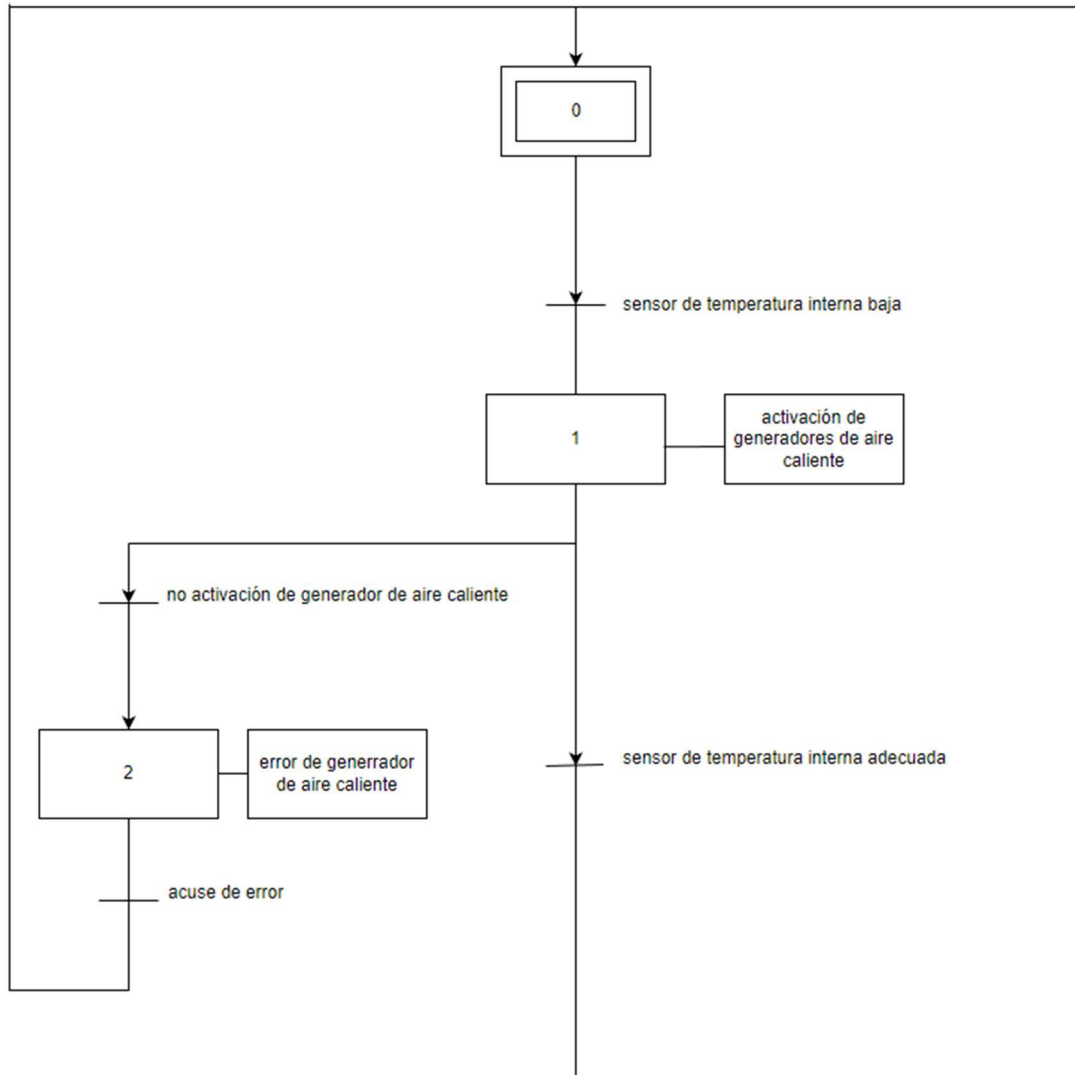 0
sensor de temperatura interna baja
1
activación de
generadores de aire
caliente
no activación de generador de aire caliente
2
error de generrador
de aire caliente
sensor de temperatura interna adecuada
acuse de error